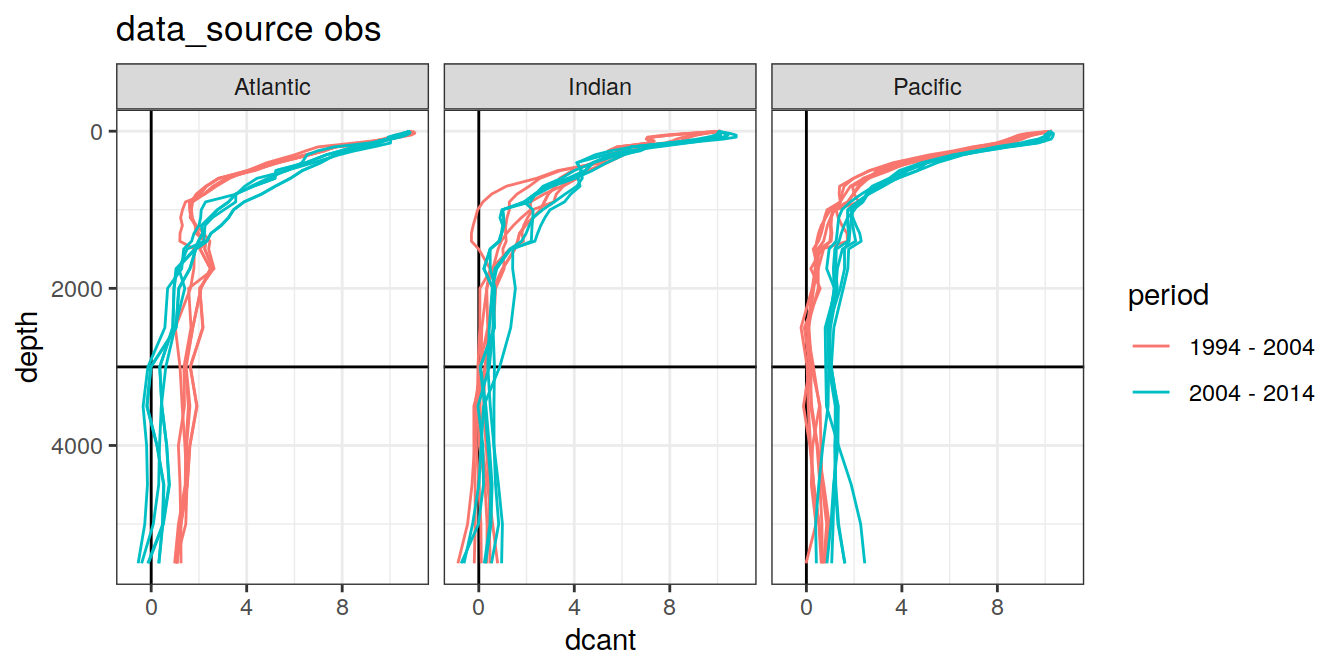 data_source obs
Atlantic Indian Pacific
0
2000
4000
depth
0 4 8 0 4 8 0 4 8
dcant
period
1994 - 2004
2004 - 2014